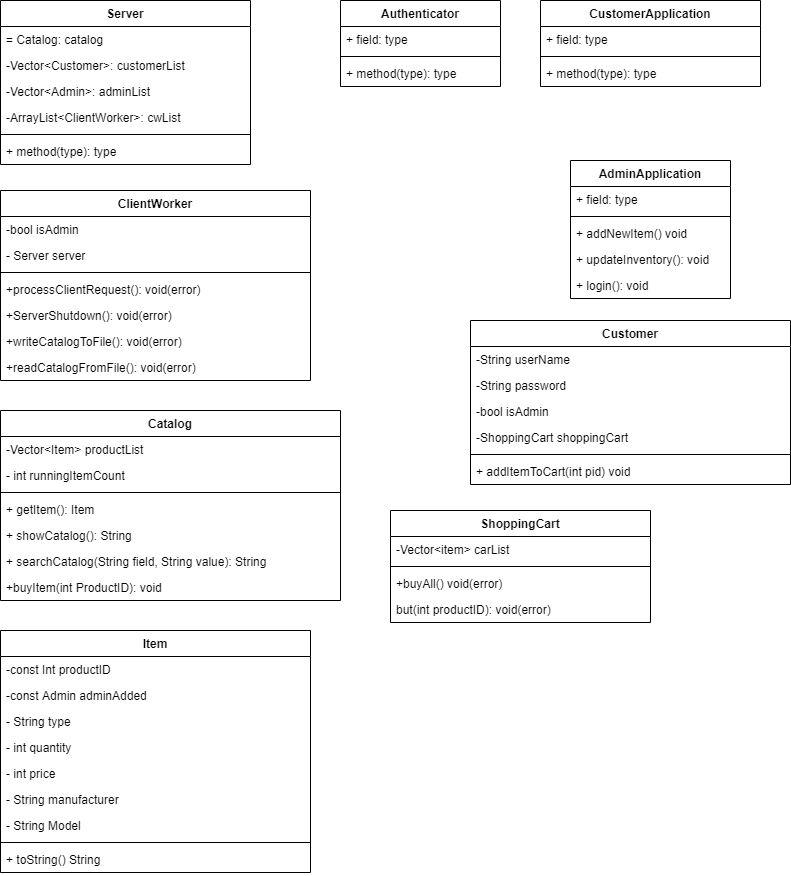 Server
= Catalog: catalog
-Vector<Customer>: customerList
-Vector<Admin>: adminList
-ArrayList<ClientWorker>: cwList
+ method(type): type
Authenticator
+ field: type
+ method(type): type
CustomerApplication
+ field: type
+ method(type): type
AdminApplication
+ field: type
+ addNewItem() void
+ updateInventory(): void
+ login(): void
ClientWorker
-bool isAdmin
- Server server
+processClientRequest(): void(error)
+ServerShutdown(): void(error)
+writeCatalogToFile(): void(error)
+readCatalogFromFile(): void(error)
Customer
-String userName
-String password
-bool isAdmin
-ShoppingCart shoppingCart
+ addItemToCart(int pid) void
Catalog
-Vector<Item> productList
- int runningItemCount
+ getItem(): Item
+ showCatalog(): String
+ searchCatalog(String field, String value): String
+buyItem(int ProductID): void
ShoppingCart
-Vector<item> carList
+buyAll() void(error)
but(int productID): void(error)
Item
-const Int productID
-const Admin adminAdded
- String type
- int quantity
- int price
- String manufacturer
- String Model
+ toString() String